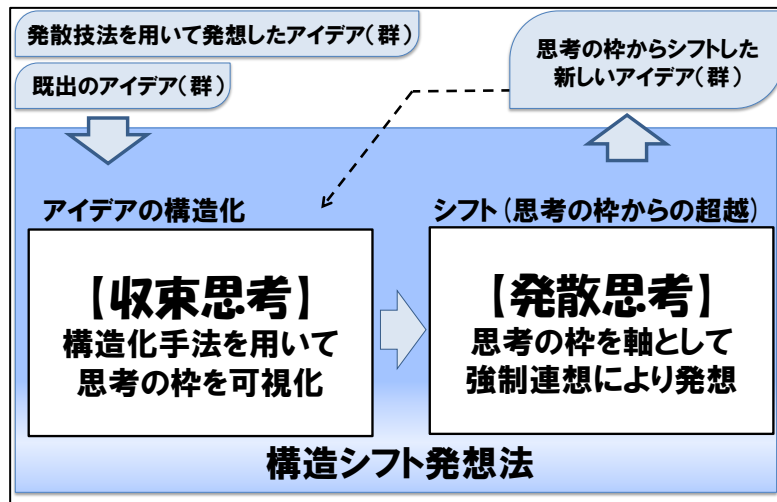 発散技法を用いて発想したアイデア(群)
既出のアイデア(群)
思考の枠からシフトした
新しいアイデア(群)
アイデアの構造化
シフト(思考の枠からの超越)
【収束思考】
構造化手法を用いて
思考の枠を可視化
【発散思考】
思考の枠を軸として
強制連想により発想
構造シフト発想法